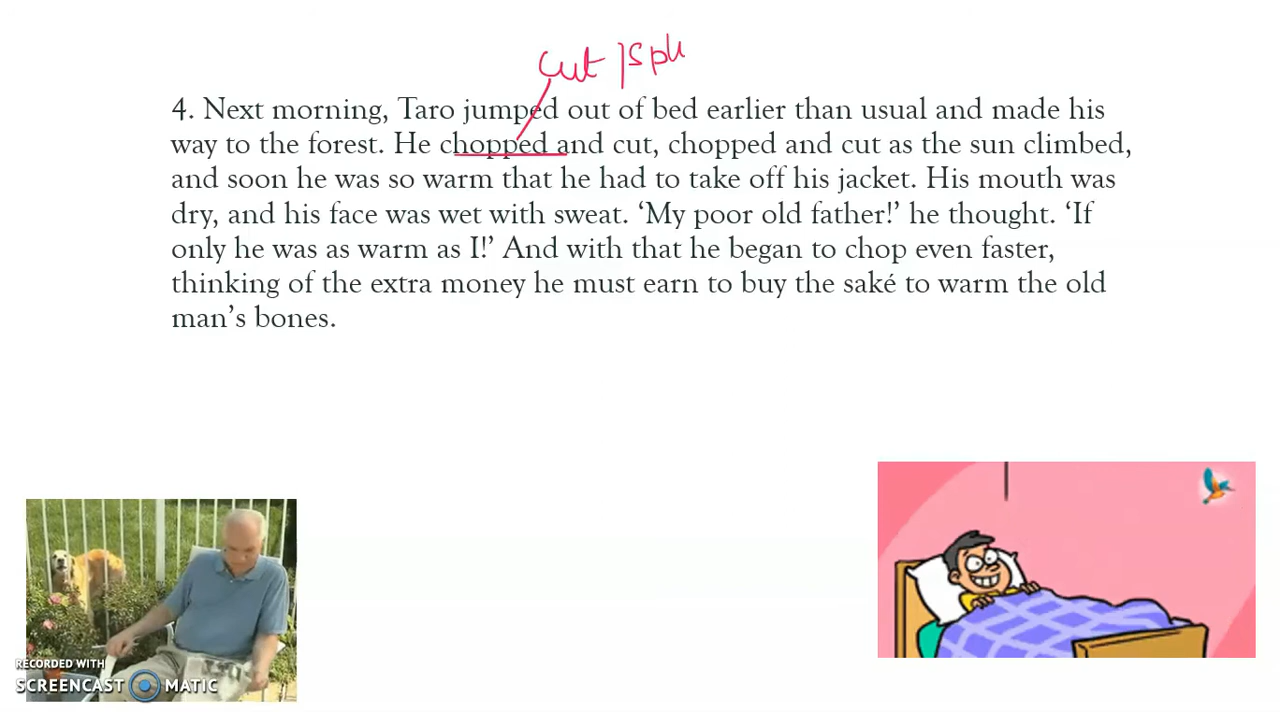 cut / sph
4. Next morning, Taro jumped out of bed earlier than usual and made his
way to the forest. He chopped and cut, chopped and cut as the sun climbed,
and soon he was so warm that he had to take off his jacket. His mouth was
dry, and his face was wet with sweat. ‘My poor old father!’ he thought. ‘If
only he was as warm as I!’ And with that he began to chop even faster,
thinking of the extra money he must earn to buy the saké to warm the old
man’s bones.
RECORDED WITH
SCREENCAST MATIC